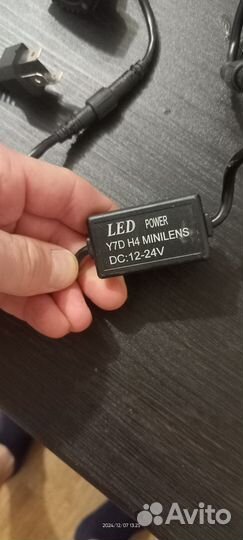 LED POWER
Y7D H4 MINILENS
DC:12-24V
2024/12/07 13:25
Avito